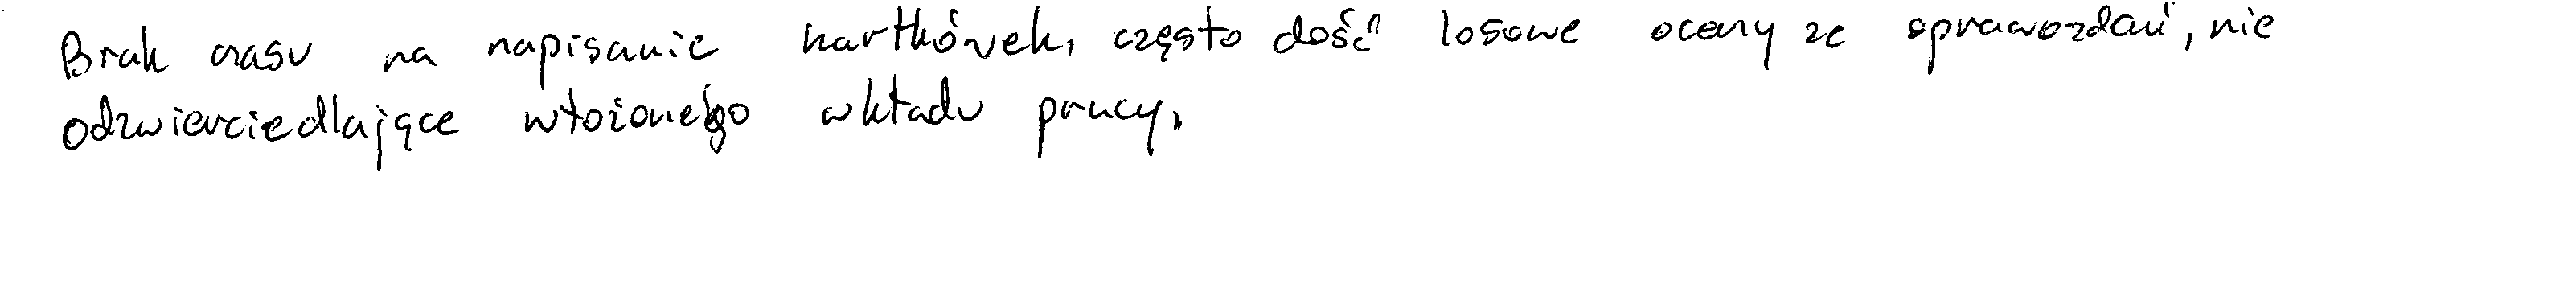 Brak czasu na napisanie kartkówek, często dość losowe oceny ze sprawozdań, nie
odzwierciedlające włożonego wkładu pracy,